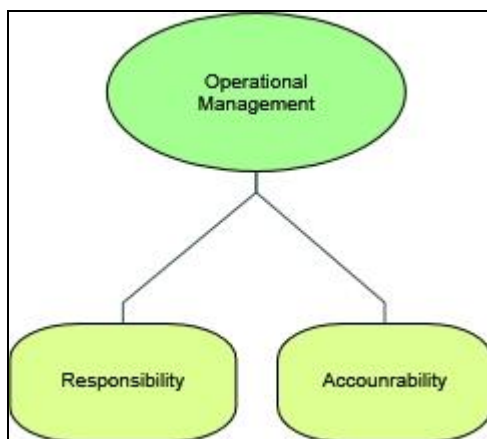 Operational
Management
Responsibility
Accounrability